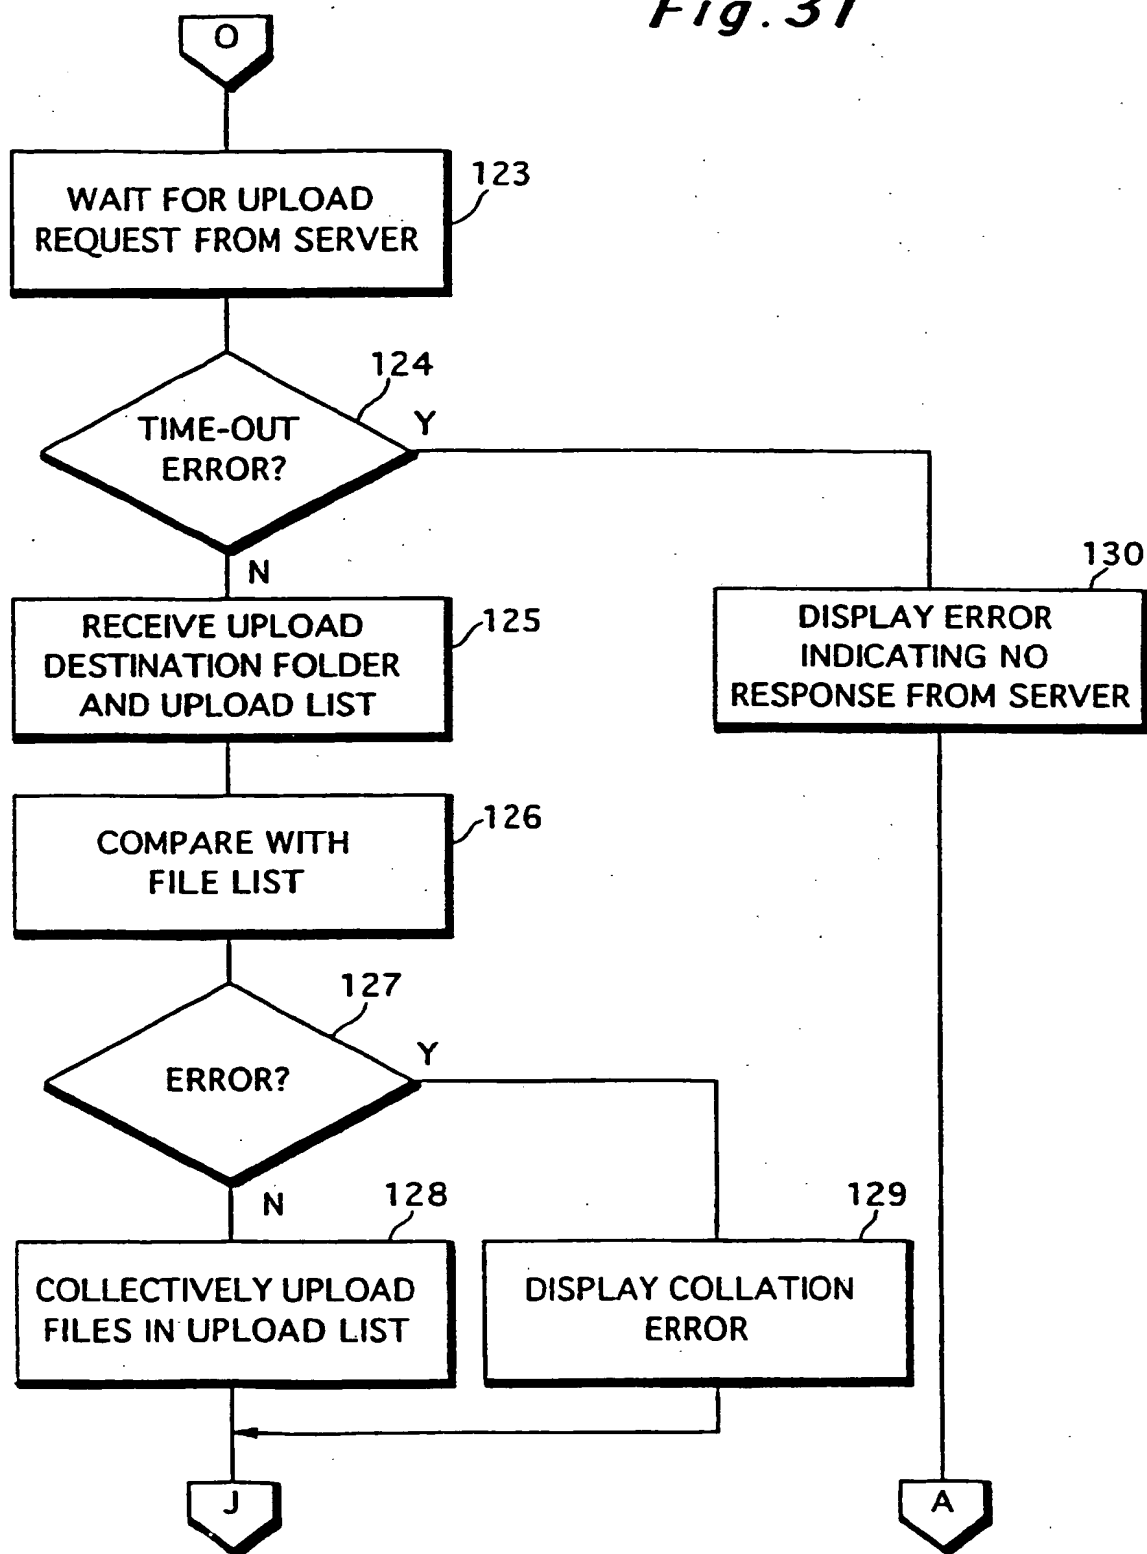 Fig. 31
O
123
WAIT FOR UPLOAD
REQUEST FROM SERVER
124
TIME-OUT
ERROR?
Y
N
125
RECEIVE UPLOAD
DESTINATION FOLDER
AND UPLOAD LIST
130
DISPLAY ERROR
INDICATING NO
RESPONSE FROM SERVER
126
COMPARE WITH
FILE LIST
127
ERROR?
Y
N
128
COLLECTIVELY UPLOAD
FILES IN UPLOAD LIST
129
DISPLAY COLLATION
ERROR
J
A